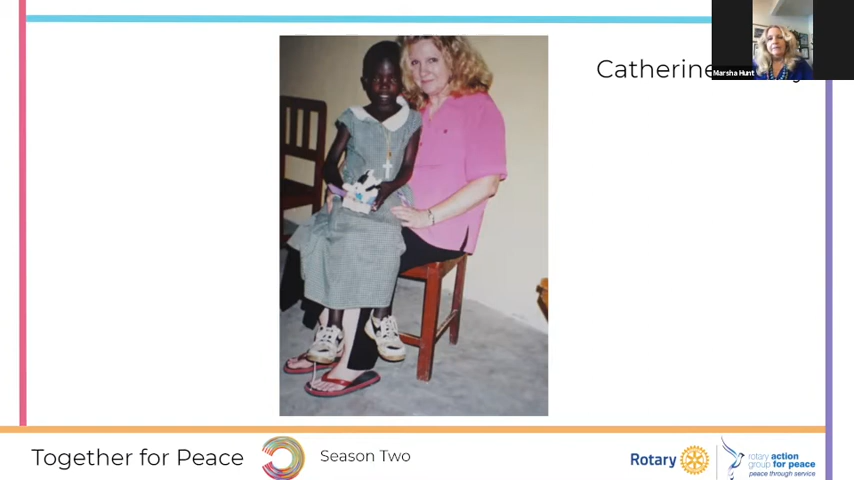 Catherine
Marsha Hunt
Together for Peace
Season Two
Rotary
rotary action
group for peace
peace through service